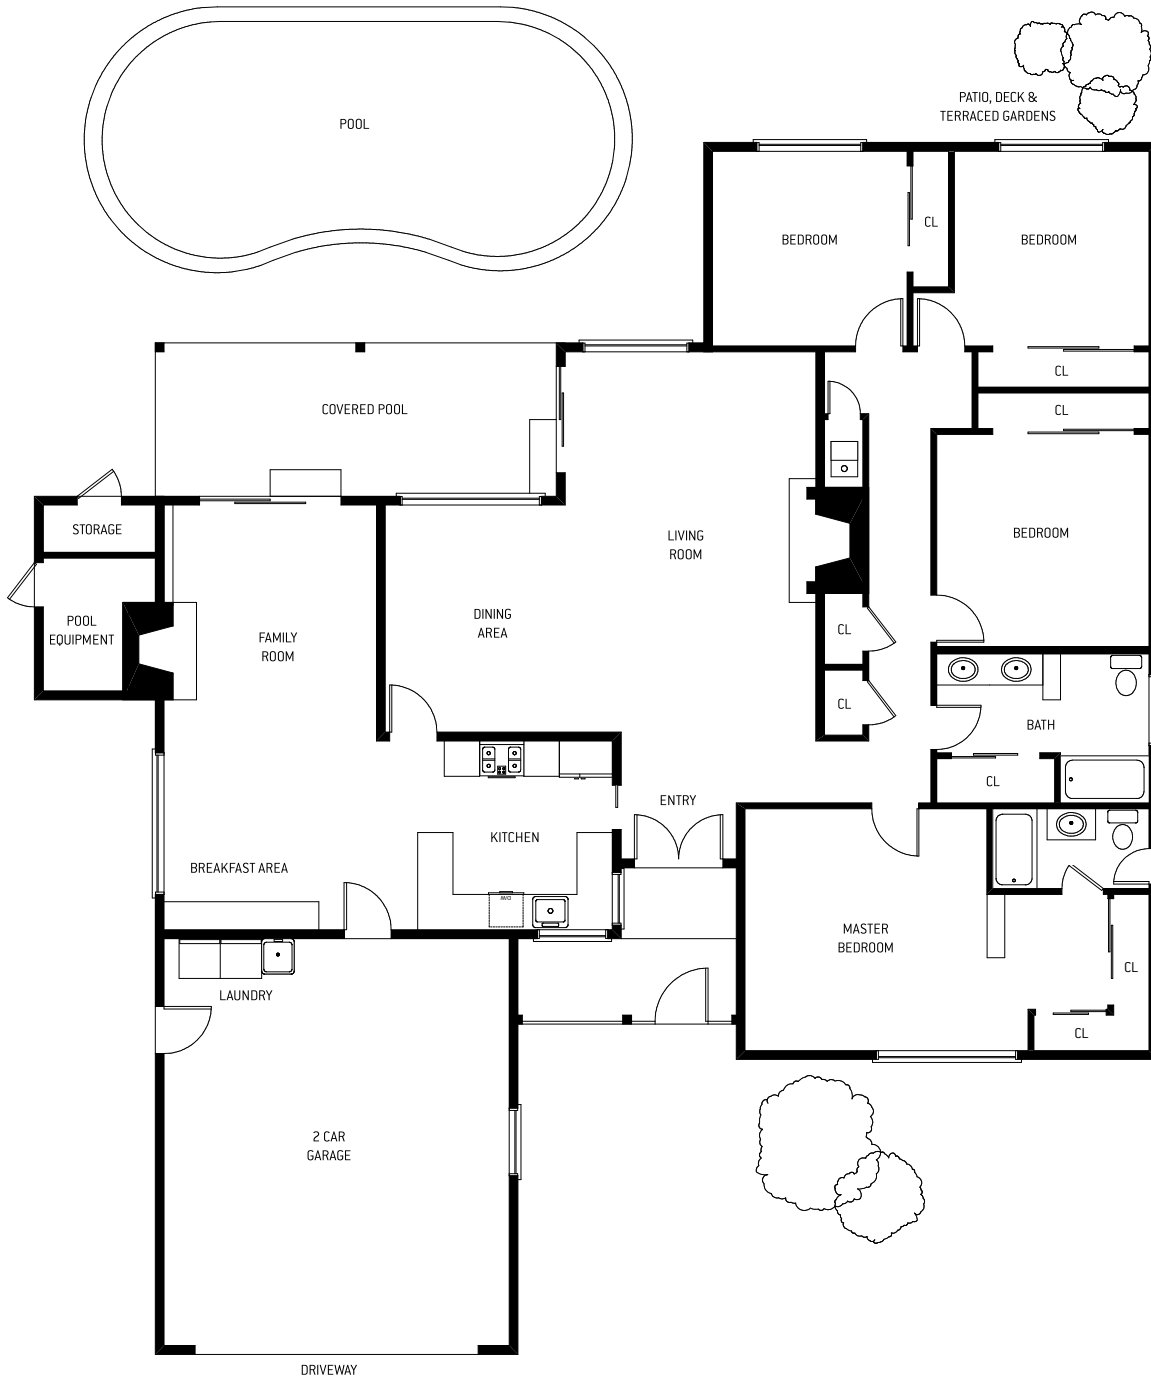 POOL
PATIO, DECK &
TERRACED GARDENS
BEDROOM
CL
BEDROOM
CL
COVERED POOL
CL
STORAGE
LIVING
ROOM
BEDROOM
DINING
AREA
POOL
EQUIPMENT
FAMILY
ROOM
CL
CL
BATH
CL
ENTRY
KITCHEN
BREAKFAST AREA
D/W
MASTER
BEDROOM
CL
LAUNDRY
CL
2 CAR
GARAGE
DRIVEWAY